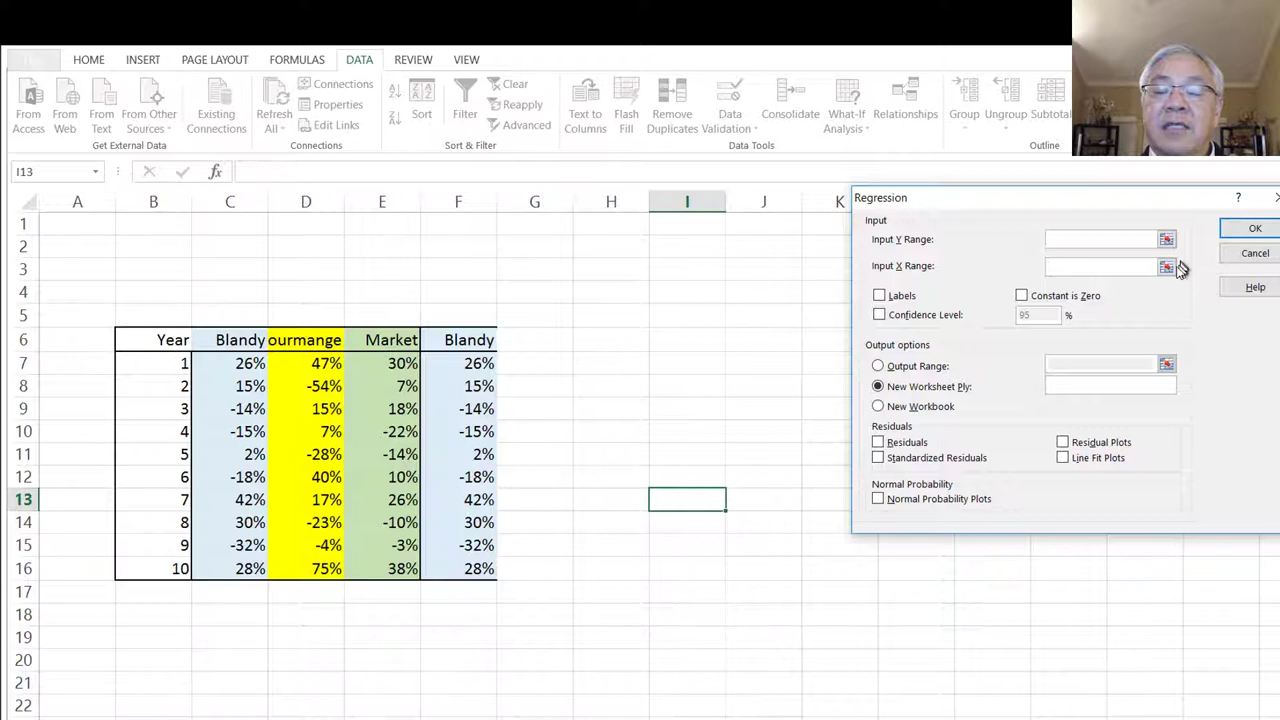 HOME INSERT PAGE LAYOUT FORMULAS DATA REVIEW VIEW
From Access
From Web
From Text
From Other Sources
Existing Connections
Get External Data
Refresh All
Connections
Properties
Edit Links
Connections
Sort
Filter
Clear
Reapply
Advanced
Sort & Filter
Text to Columns
Flash Fill
Remove Duplicates
Data Validation
Consolidate
What-If Analysis
Relationships
Data Tools
Group
Ungroup
Subtotal
Outline
I13 fx
A B C D E F G H I J K
1
2
3
4
5
6 Year Blandy ourmange Market Blandy
7 1 26% 47% 30% 26%
8 2 15% -54% 7% 15%
9 3 -14% 15% 18% -14%
10 4 -15% 7% -22% -15%
11 5 2% -28% -14% 2%
12 6 -18% 40% 10% -18%
13 7 42% 17% 26% 42%
14 8 30% -23% -10% 30%
15 9 -32% -4% -3% -32%
16 10 28% 75% 38% 28%
17
18
19
20
21
22
Regression ?
Input
Input Y Range:
Input X Range:
Labels Constant is Zero
Confidence Level: 95 %
Output options
Output Range:
New Worksheet Ply:
New Workbook
Residuals
Residuals Residual Plots
Standardized Residuals Line Fit Plots
Normal Probability
Normal Probability Plots
OK
Cancel
Help